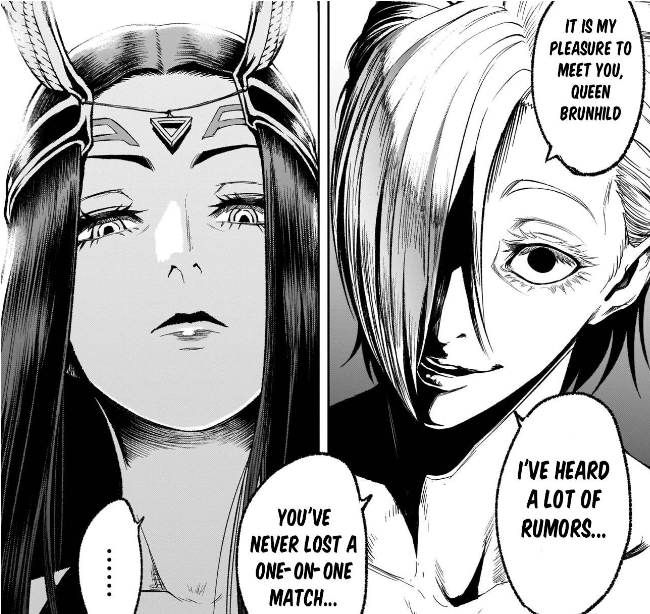 IT IS MY
PLEASURE TO
MEET YOU,
QUEEN
BRUNHILD
I'VE HEARD
A LOT OF
RUMORS...
YOU'VE
NEVER LOST A
ONE-ON-ONE
MATCH...
......